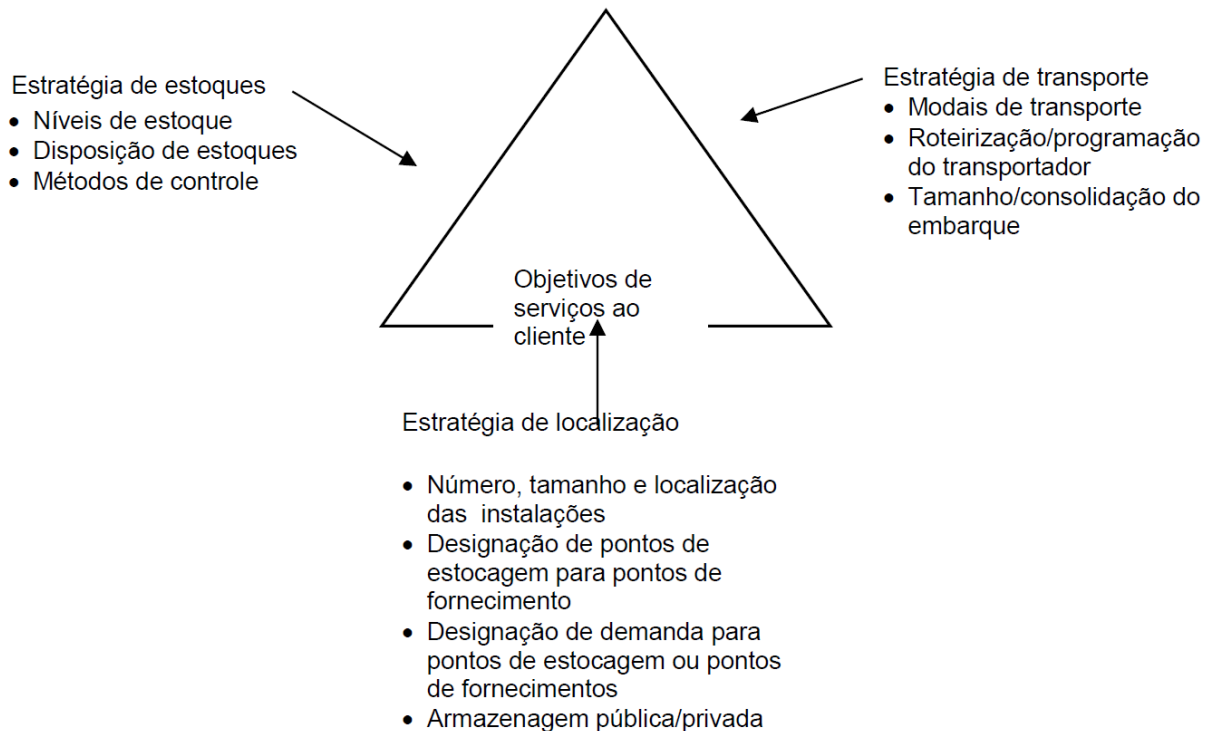 Estratégia de estoques
• Níveis de estoque
• Disposição de estoques
• Métodos de controle
Estratégia de transporte
• Modais de transporte
• Roteirização/programação
do transportador
• Tamanho/consolidação do
embarque
Objetivos de
serviços ao
cliente
Estratégia de localização
• Número, tamanho e localização
das instalações
• Designação de pontos de
estocagem para pontos de
fornecimento
• Designação de demanda para
pontos de estocagem ou pontos
de fornecimentos
• Armazenagem pública/privada